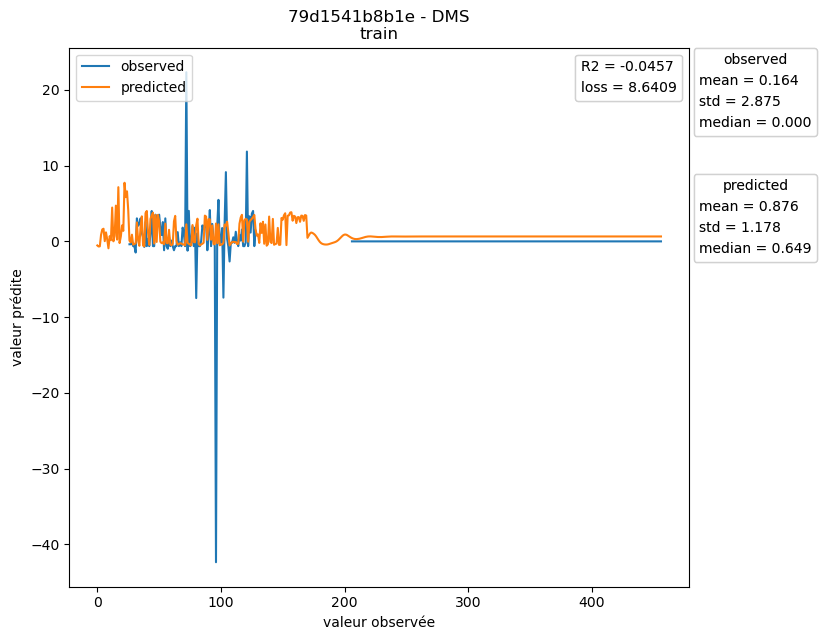 79d1541b8b1e - DMS
train
observed
predicted
R2 = -0.0457
loss = 8.6409
observed
mean = 0.164
std = 2.875
median = 0.000
predicted
mean = 0.876
std = 1.178
median = 0.649
20
10
0
−10
−20
−30
−40
valeur prédite
0
100
200
300
400
valeur observée